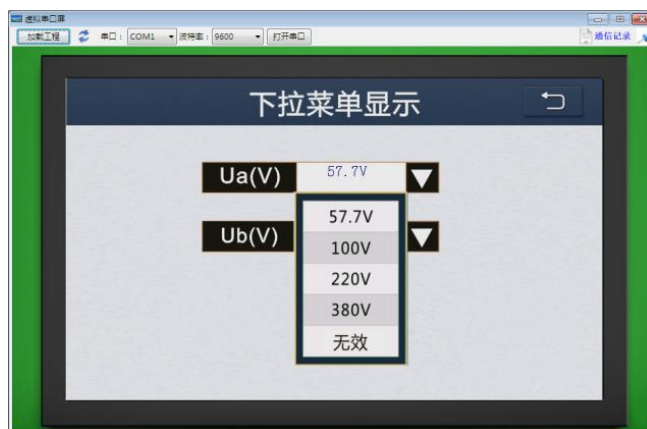 虚拟串口屏
加载工程 串口: COM1 波特率: 9600 打开串口 通信记录
下拉菜单显示
Ua(V) 57.7V
57.7V
Ub(V)
100V
220V
380V
无效